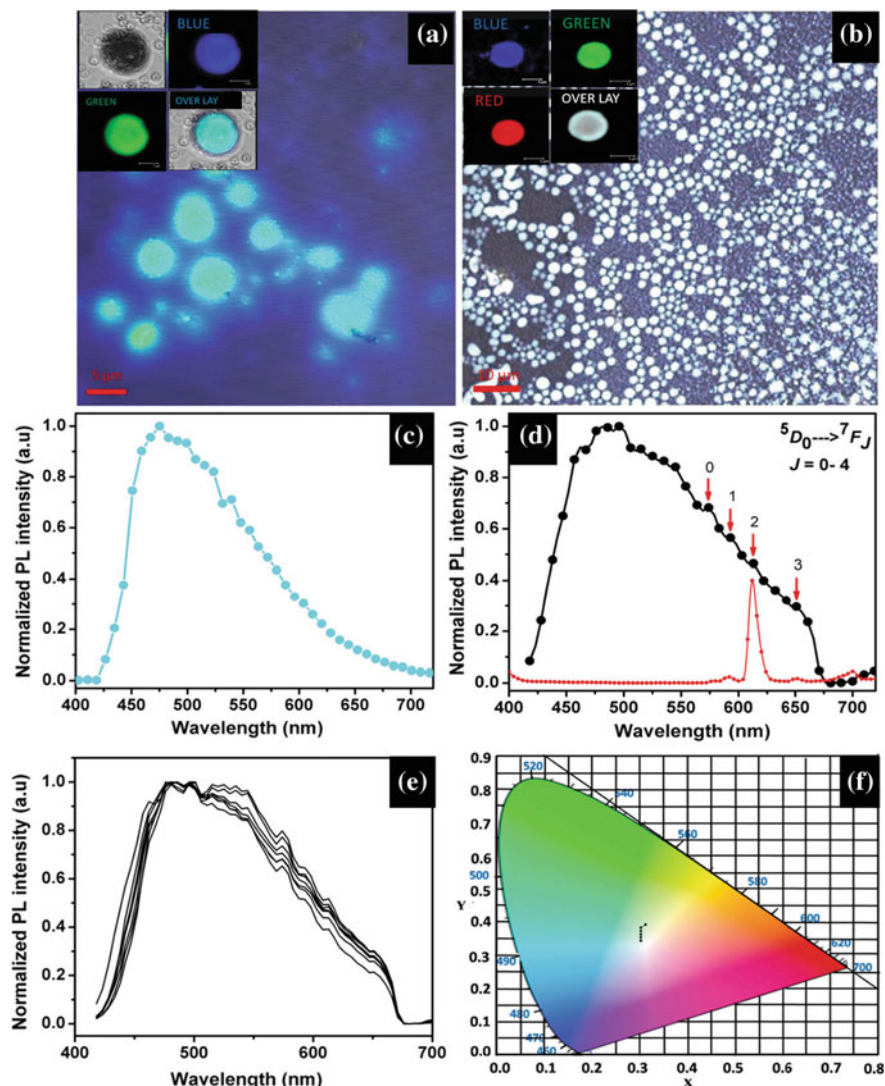 (a)
BLUE
GREEN
OVER LAY
5 µm
(b)
BLUE
GREEN
RED
OVER LAY
10 µm
(c)
Normalized PL intensity (a.u)
1.0
0.8
0.6
0.4
0.2
0.0
400 450 500 550 600 650 700
Wavelength (nm)
(d)
⁵D₀--->⁷F_J
J = 0- 4
0
1
2
3
Normalized PL intensity (a.u)
1.0
0.8
0.6
0.4
0.2
0.0
400 450 500 550 600 650 700
Wavelength (nm)
(e)
Normalized PL intensity (a.u)
1.0
0.8
0.6
0.4
0.2
0.0
400 500 600 700
Wavelength (nm)
(f)
0.9
0.8
0.7
0.6
0.5
0.4
0.3
0.2
0.1
0.0
Y
0.0 0.1 0.2 0.3 0.4 0.5 0.6 0.7 0.8
X
520
540
560
580
600
620
700
500
490
480
470
460